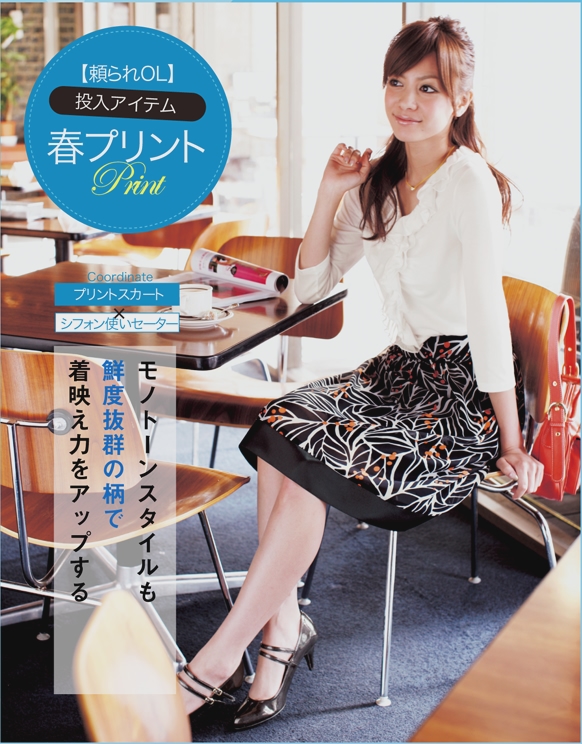 【頼られOL】
投入アイテム
春プリント
Print
Coordinate
プリントスカート
×
シフォン使いセーター
モノトーンスタイルも
鮮度抜群の柄で
着映え力をアップする